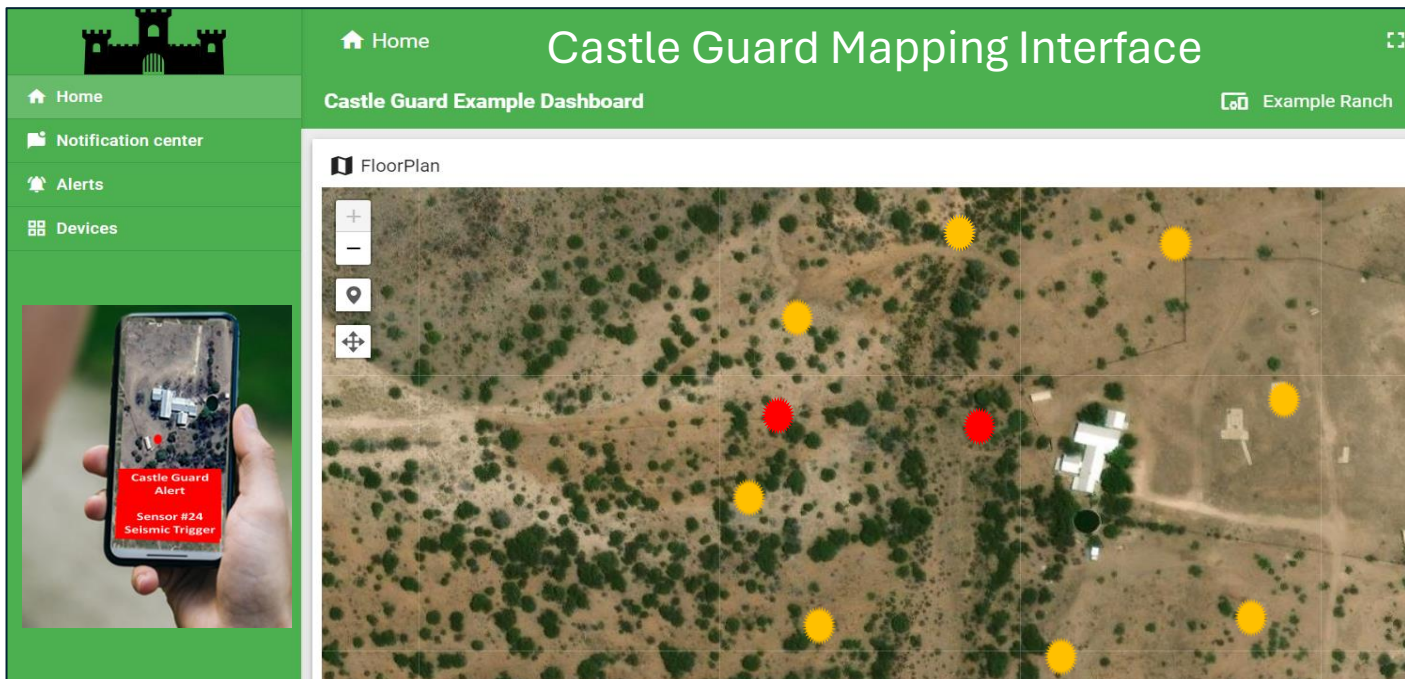 Home
Castle Guard Mapping Interface
Castle Guard Example Dashboard
Example Ranch
Home
Notification center
Alerts
Devices
FloorPlan
+
−
Castle Guard
Alert
Sensor #24
Seismic Trigger